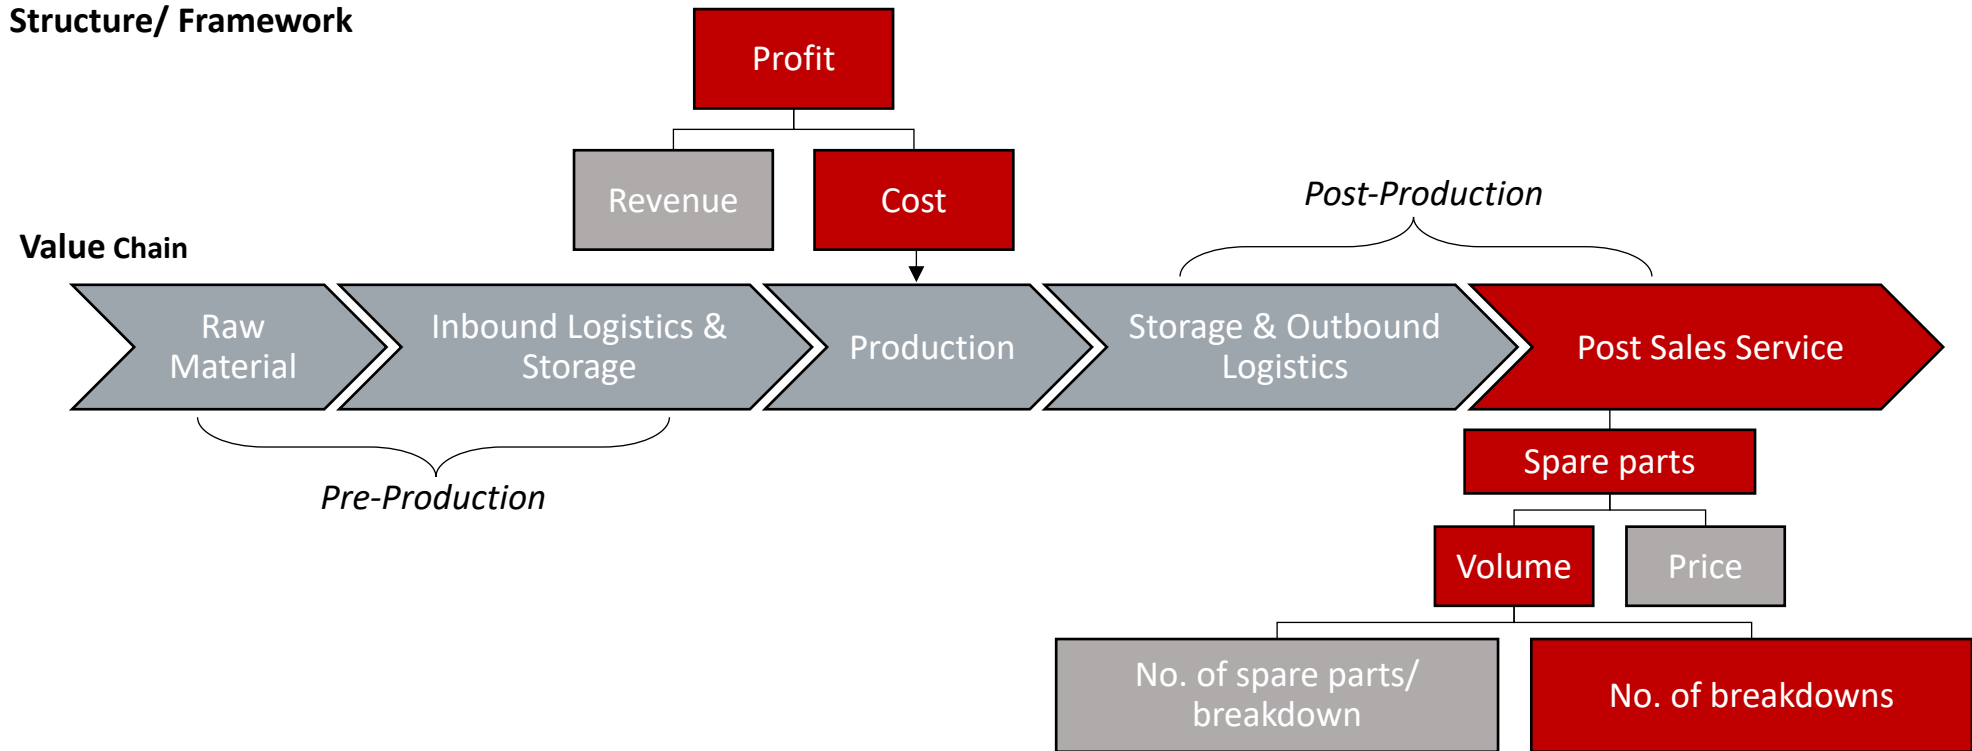 Structure/ Framework
Profit
Revenue
Cost
Post-Production
Value Chain
Raw
Material
Inbound Logistics &
Storage
Production
Storage & Outbound
Logistics
Post Sales Service
Pre-Production
Spare parts
Volume
Price
No. of spare parts/
breakdown
No. of breakdowns